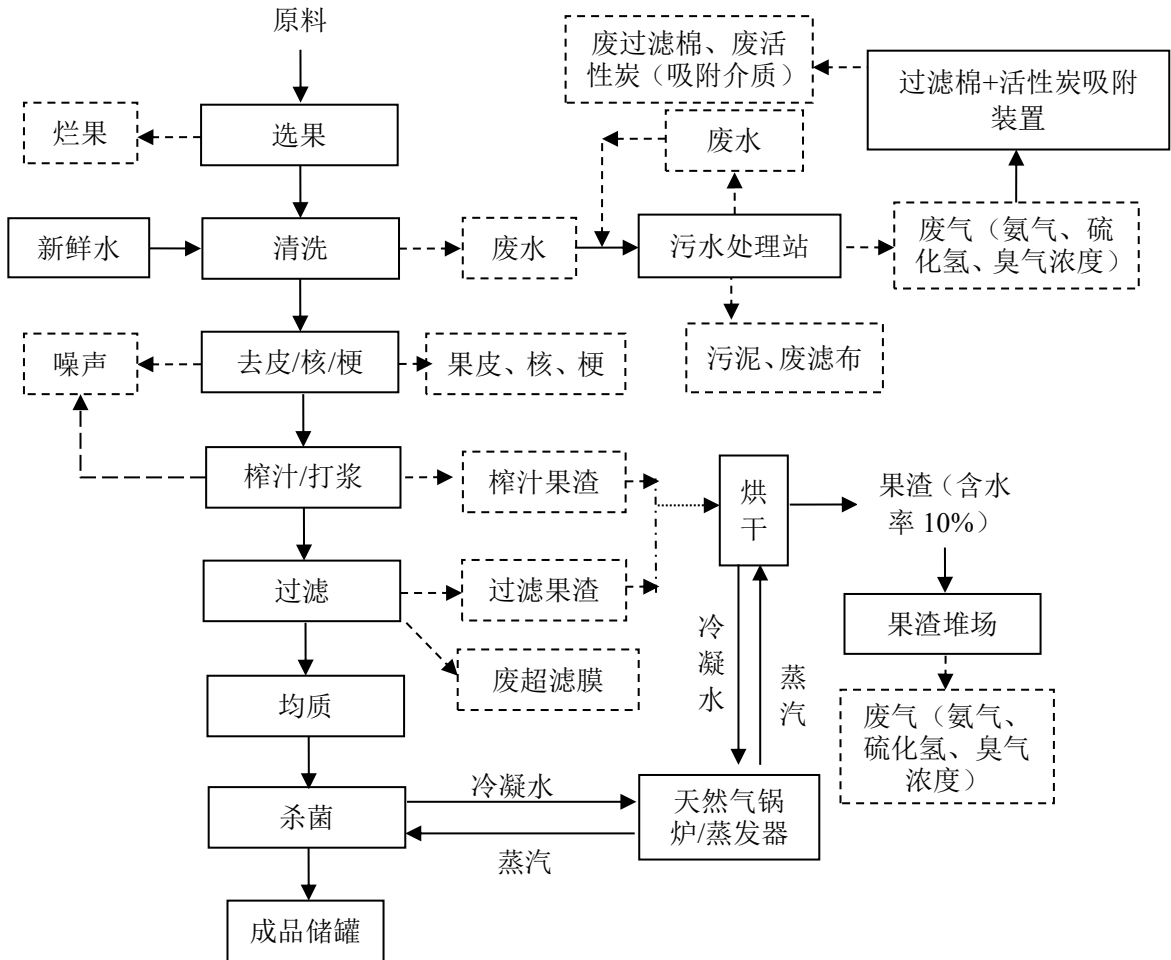 原料
废过滤棉、废活
性炭（吸附介质）
过滤棉+活性炭吸附
装置
烂果
选果
废水
新鲜水
清洗
废水
污水处理站
废气（氨气、硫
化氢、臭气浓度）
噪声
去皮/核/梗
果皮、核、梗
污泥、废滤布
榨汁/打浆
榨汁果渣
烘
干
果渣（含水
率 10%）
过滤
过滤果渣
果渣堆场
冷
凝
水
蒸
汽
废超滤膜
均质
废气（氨气、
硫化氢、臭气
浓度）
杀菌
冷凝水
蒸汽
天然气锅
炉/蒸发器
成品储罐